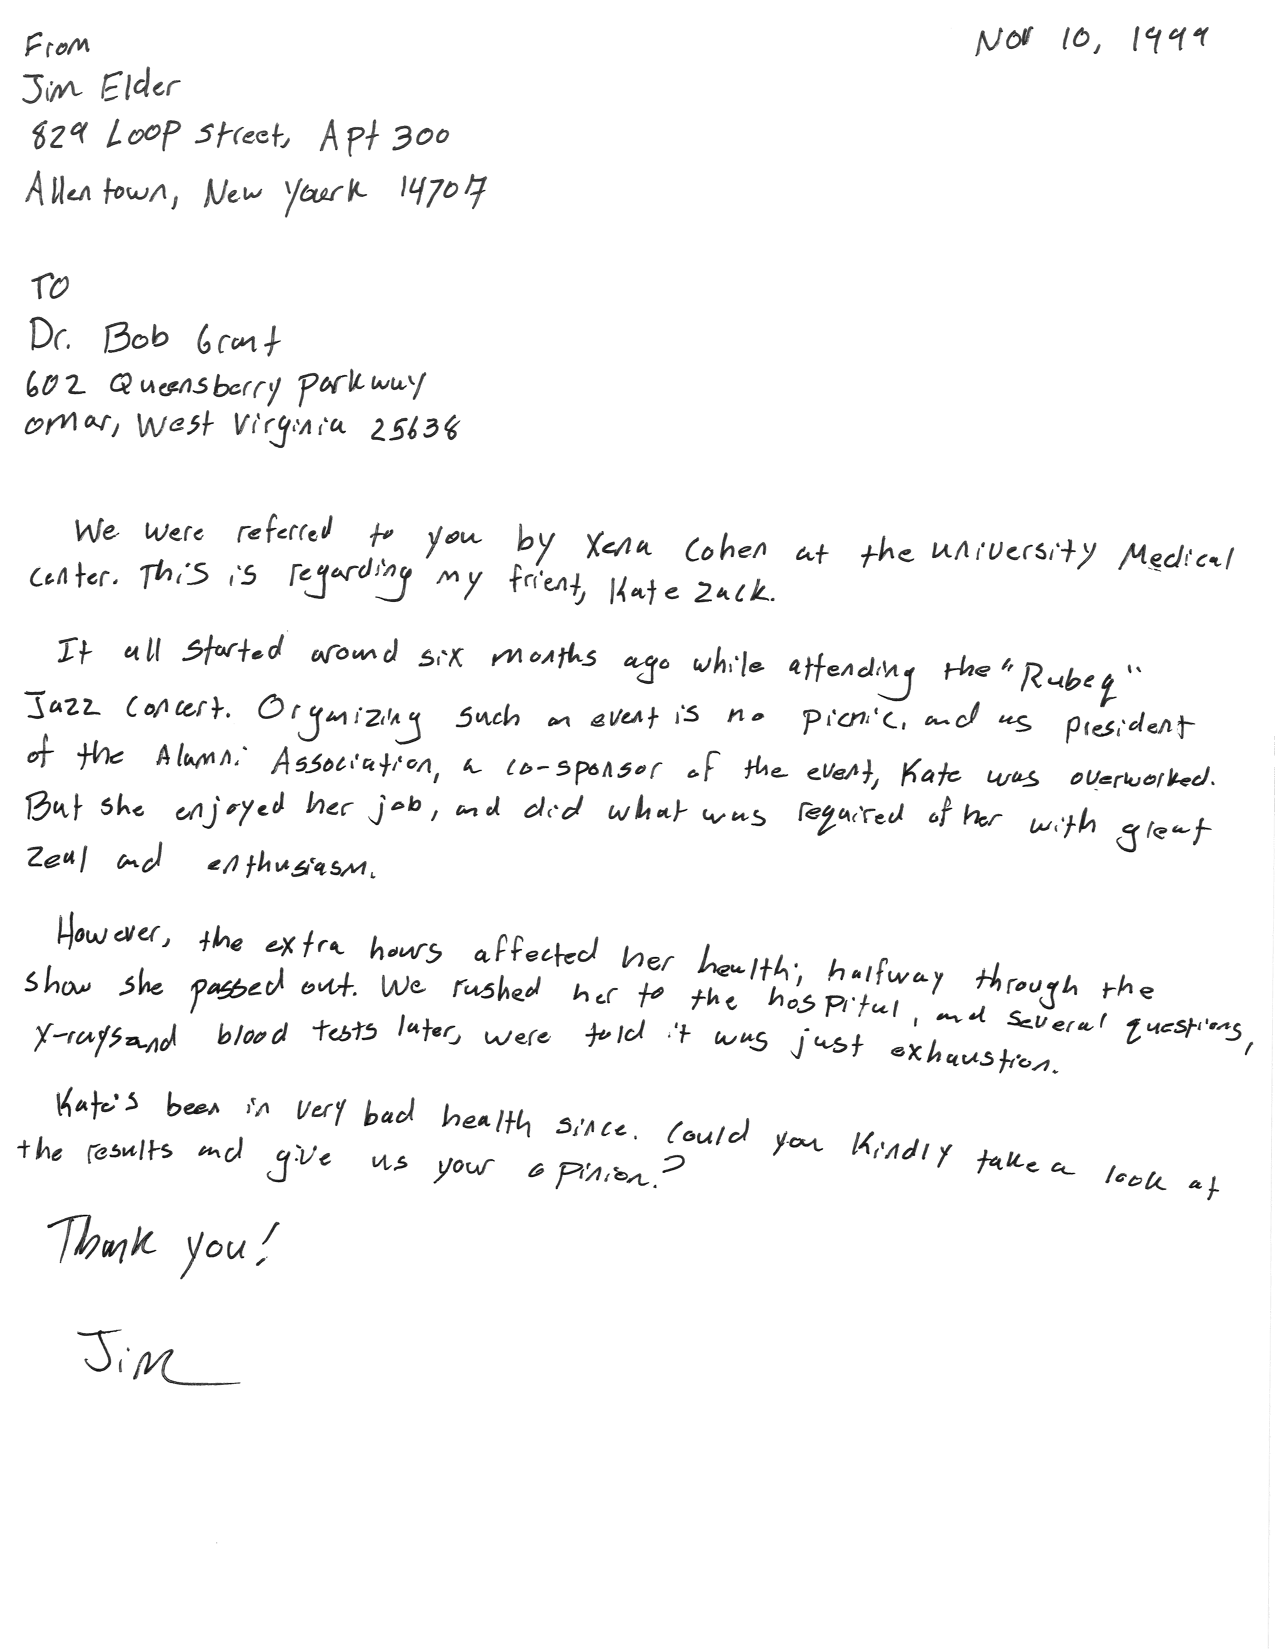 Nov 10, 1999
From
Jim Elder
829 Loop Street, Apt 300
Allentown, New York 14707
To
Dr. Bob Grant
602 Queensberry Parkway
Omar, West Virginia 25638
We were referred to you by Xena Cohen at the University Medical
Center. This is regarding my frient, Kate Zack.
It all started around six months ago while attending the "Rubeq"
Jazz Concert. Organizing such an event is no picnic, and as president
of the Alumni Association, a co-sponsor of the event, Kate was overworked.
But she enjoyed her job, and did what was required of her with great
zeal and enthusiasm.
However, the extra hours affected her health; halfway through the
show she passed out. We rushed her to the hospital, and several questions,
x-rays and blood tests later, were told it was just exhaustion.
Kate's been in very bad health since. Could you kindly take a look at
the results and give us your opinion?
Thank you!
Jim